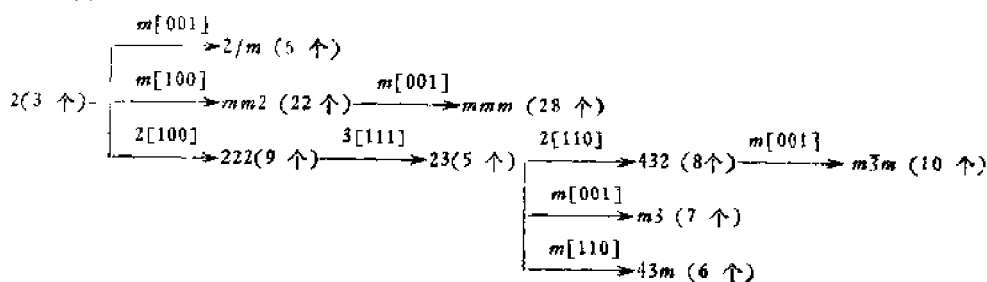 m[001]
2/m (5 个)
m[100] m[001]
2(3 个) mm2 (22 个) mmm (28 个)
2[100] 3[111] 2[110] m[001]
222(9 个) 23(5 个) 432 (8个) m3̄m (10 个)
m[001]
m3 (7 个)
m[110]
43m (6 个)